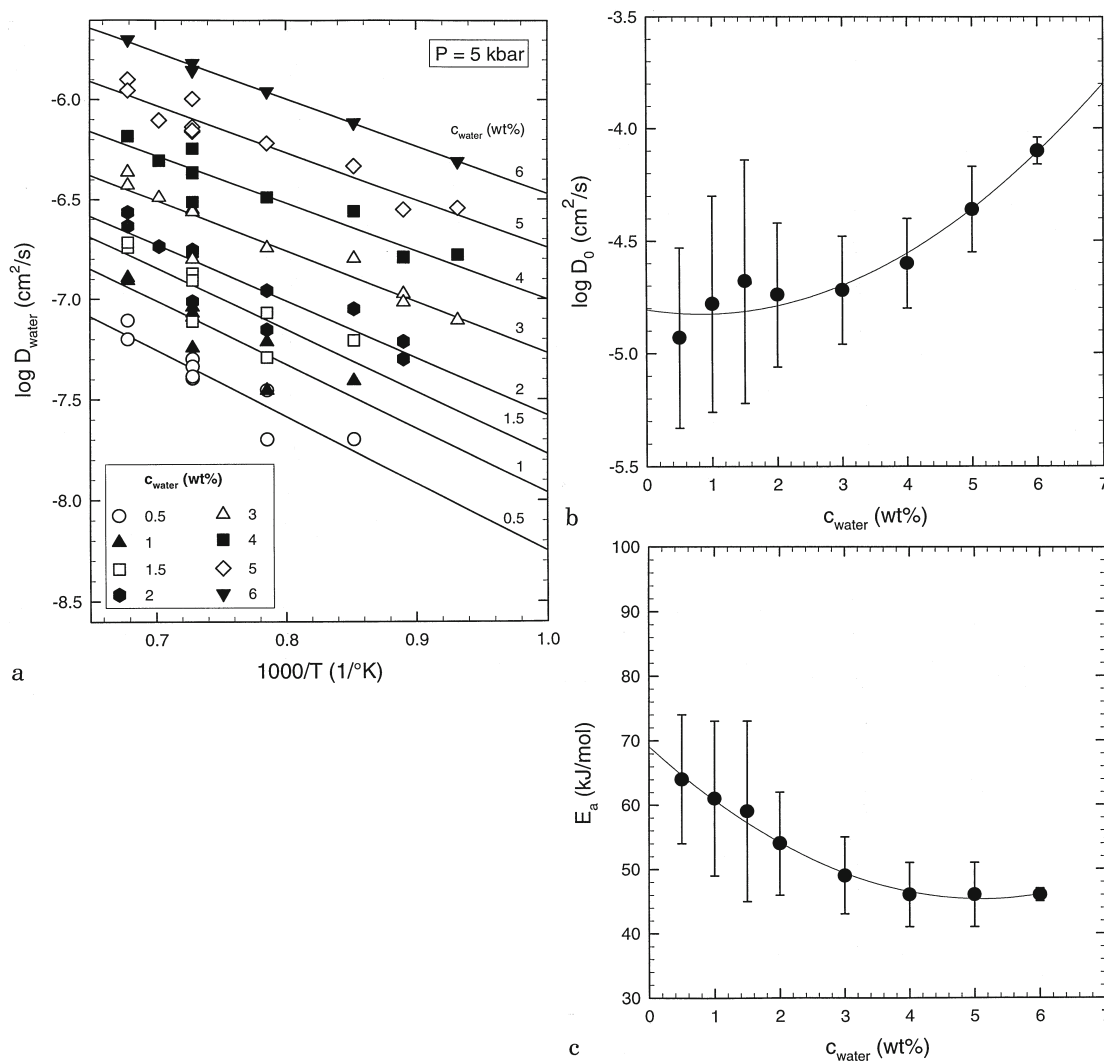 P = 5 kbar
c_water (wt%)
6
5
4
3
2
1.5
1
0.5
log D_water (cm²/s)
-6.0
-6.5
-7.0
-7.5
-8.0
-8.5
c_water (wt%)
0.5 3
1 4
1.5 5
2 6
0.7 0.8 0.9 1.0
1000/T (1/°K)
a
log D₀ (cm²/s)
-3.5
-4.0
-4.5
-5.0
-5.5
0 1 2 3 4 5 6 7
c_water (wt%)
b
E_a (kJ/mol)
100
90
80
70
60
50
40
30
0 1 2 3 4 5 6 7
c_water (wt%)
c